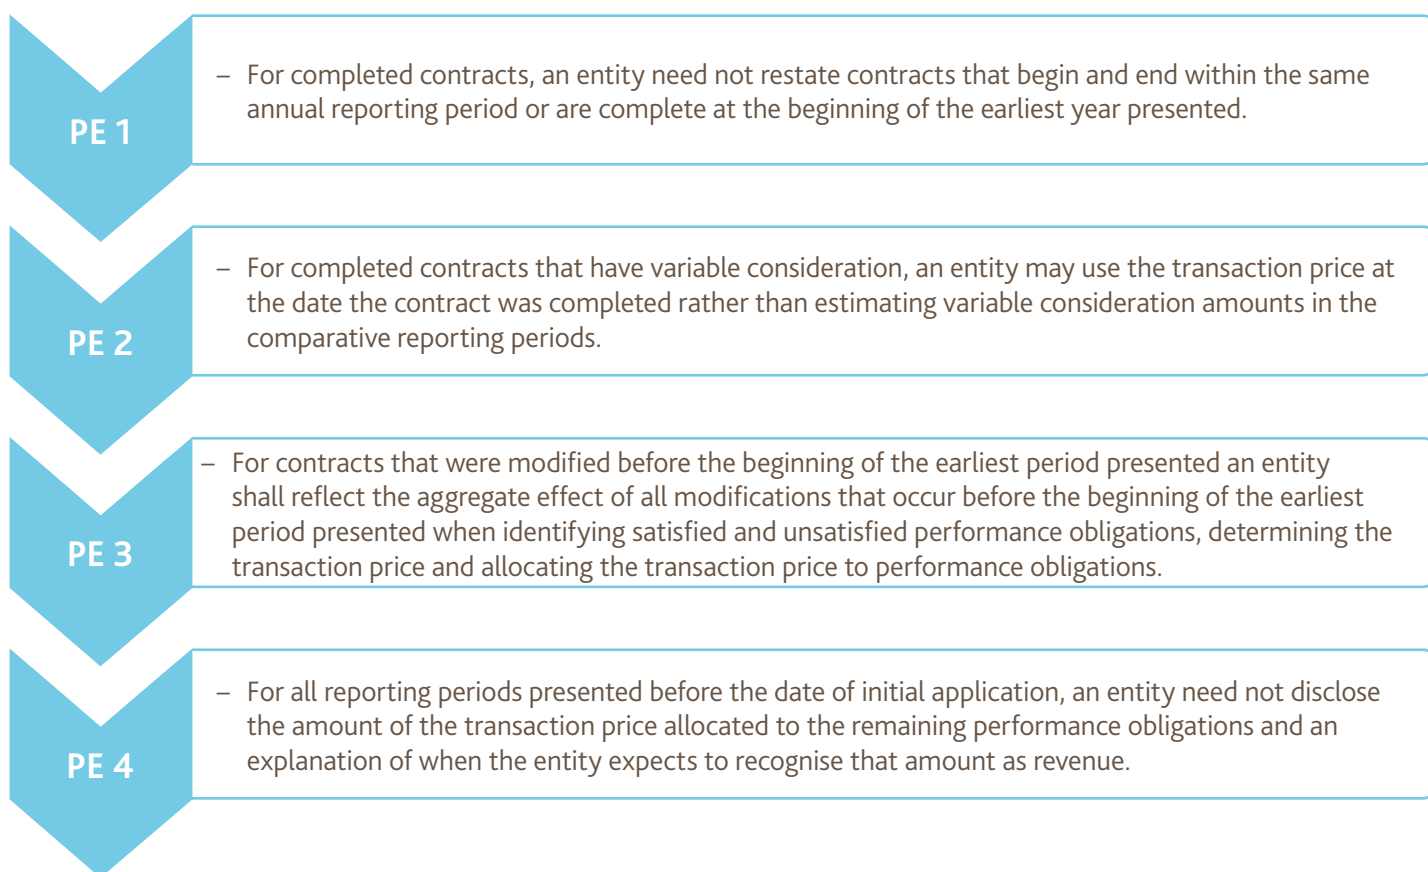 – For completed contracts, an entity need not restate contracts that begin and end within the same
annual reporting period or are complete at the beginning of the earliest year presented.
PE 1
– For completed contracts that have variable consideration, an entity may use the transaction price at
the date the contract was completed rather than estimating variable consideration amounts in the
comparative reporting periods.
PE 2
– For contracts that were modified before the beginning of the earliest period presented an entity
shall reflect the aggregate effect of all modifications that occur before the beginning of the earliest
period presented when identifying satisfied and unsatisfied performance obligations, determining the
transaction price and allocating the transaction price to performance obligations.
PE 3
– For all reporting periods presented before the date of initial application, an entity need not disclose
the amount of the transaction price allocated to the remaining performance obligations and an
explanation of when the entity expects to recognise that amount as revenue.
PE 4